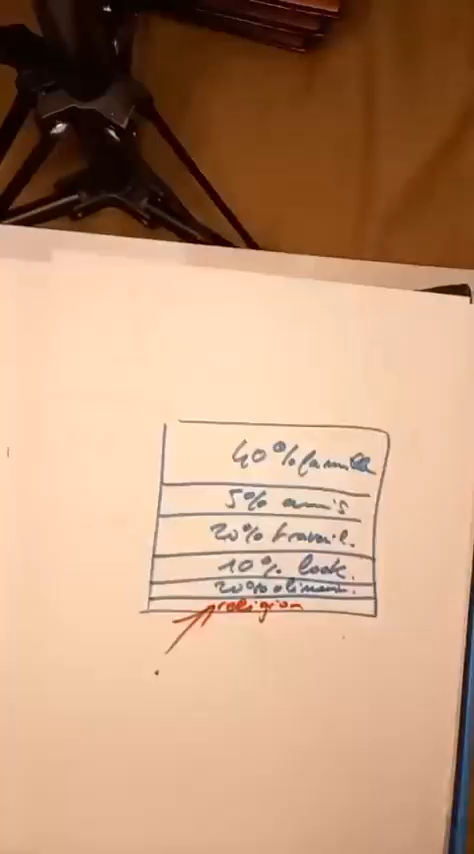 40% famille
5% amis
20% travail.
10% look.
20% aliment.
religion